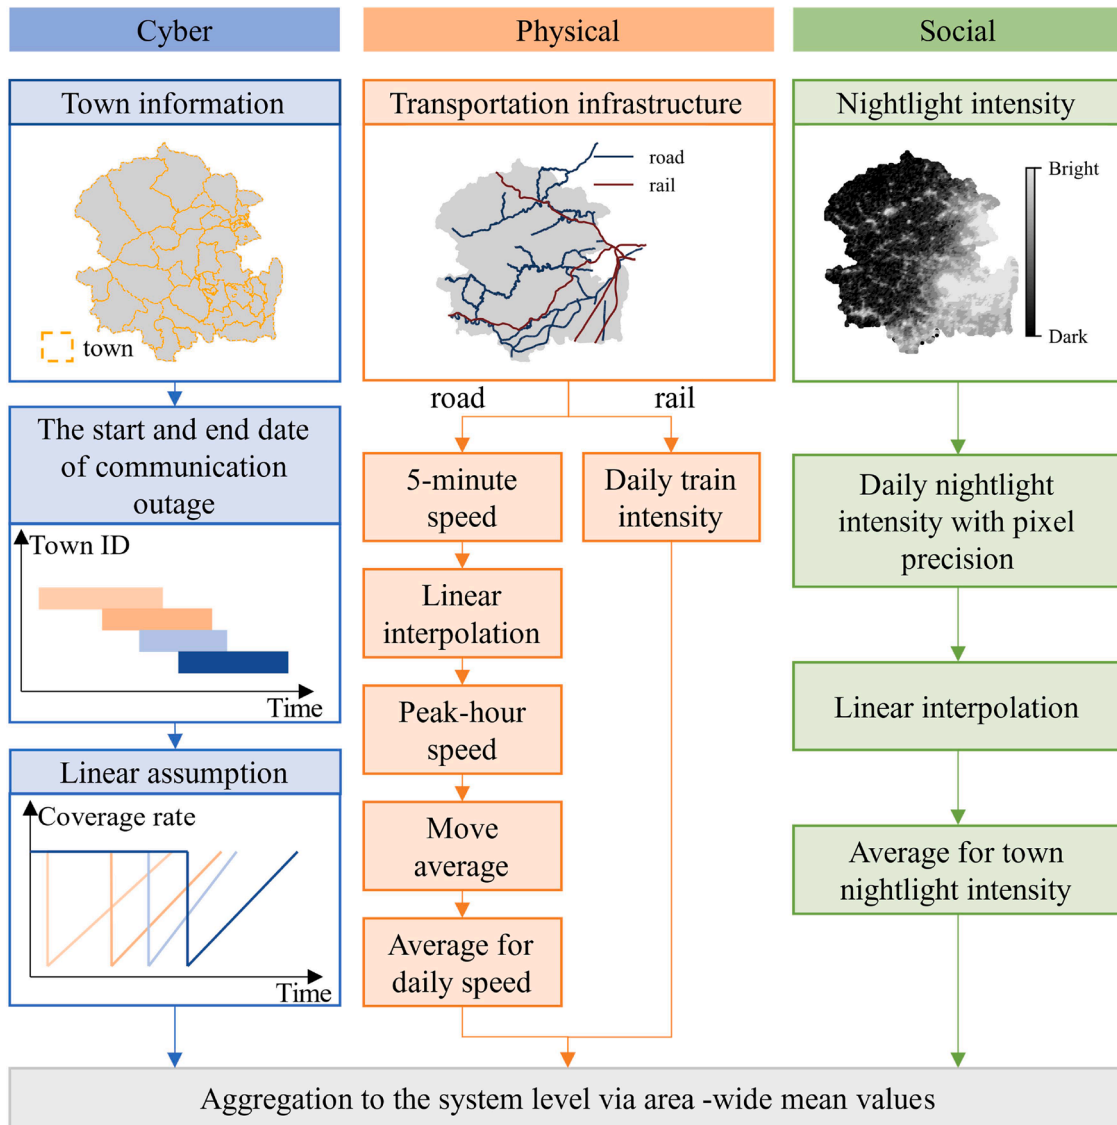 Cyber
Physical
Social
Town information
town
The start and end date
of communication
outage
Town ID
Time
Linear assumption
Coverage rate
Time
Transportation infrastructure
road
rail
road
rail
5-minute
speed
Linear
interpolation
Peak-hour
speed
Move
average
Average for
daily speed
Daily train
intensity
Nightlight intensity
Bright
Dark
Daily nightlight
intensity with pixel
precision
Linear interpolation
Average for town
nightlight intensity
Aggregation to the system level via area -wide mean values